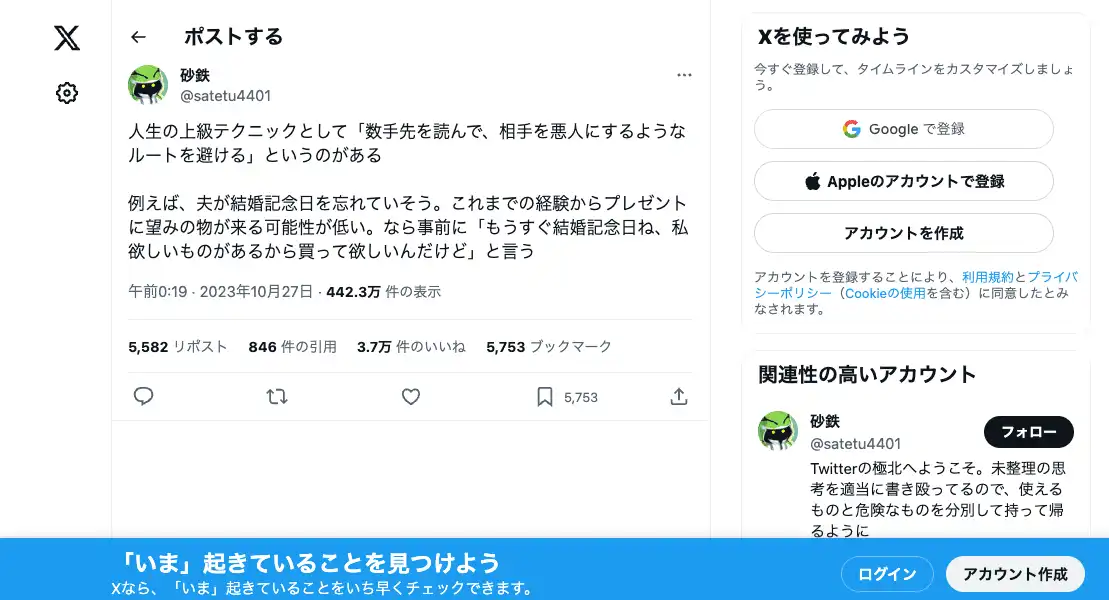 ポストする
砂鉄
@satetu4401
人生の上級テクニックとして「数手先を読んで、相手を悪人にするような
ルートを避ける」というのがある
例えば、夫が結婚記念日を忘れていそう。これまでの経験からプレゼント
に望みの物が来る可能性が低い。なら事前に「もうすぐ結婚記念日ね、私
欲しいものがあるから買って欲しいんだけど」と言う
午前0:19 · 2023年10月27日 · 442.3万 件の表示
5,582 リポスト 846 件の引用 3.7万 件のいいね 5,753 ブックマーク
5,753
Xを使ってみよう
今すぐ登録して、タイムラインをカスタマイズしましょ
う。
Google で登録
Appleのアカウントで登録
アカウントを作成
アカウントを登録することにより、利用規約とプライバ
シーポリシー（Cookieの使用を含む）に同意したとみ
なされます。
関連性の高いアカウント
砂鉄
@satetu4401
フォロー
Twitterの極北へようこそ。未整理の思
考を適当に書き殴ってるので、使える
ものと危険なものを分別して持って帰
るように
「いま」起きていることを見つけよう
Xなら、「いま」起きていることをいち早くチェックできます。
ログイン
アカウント作成